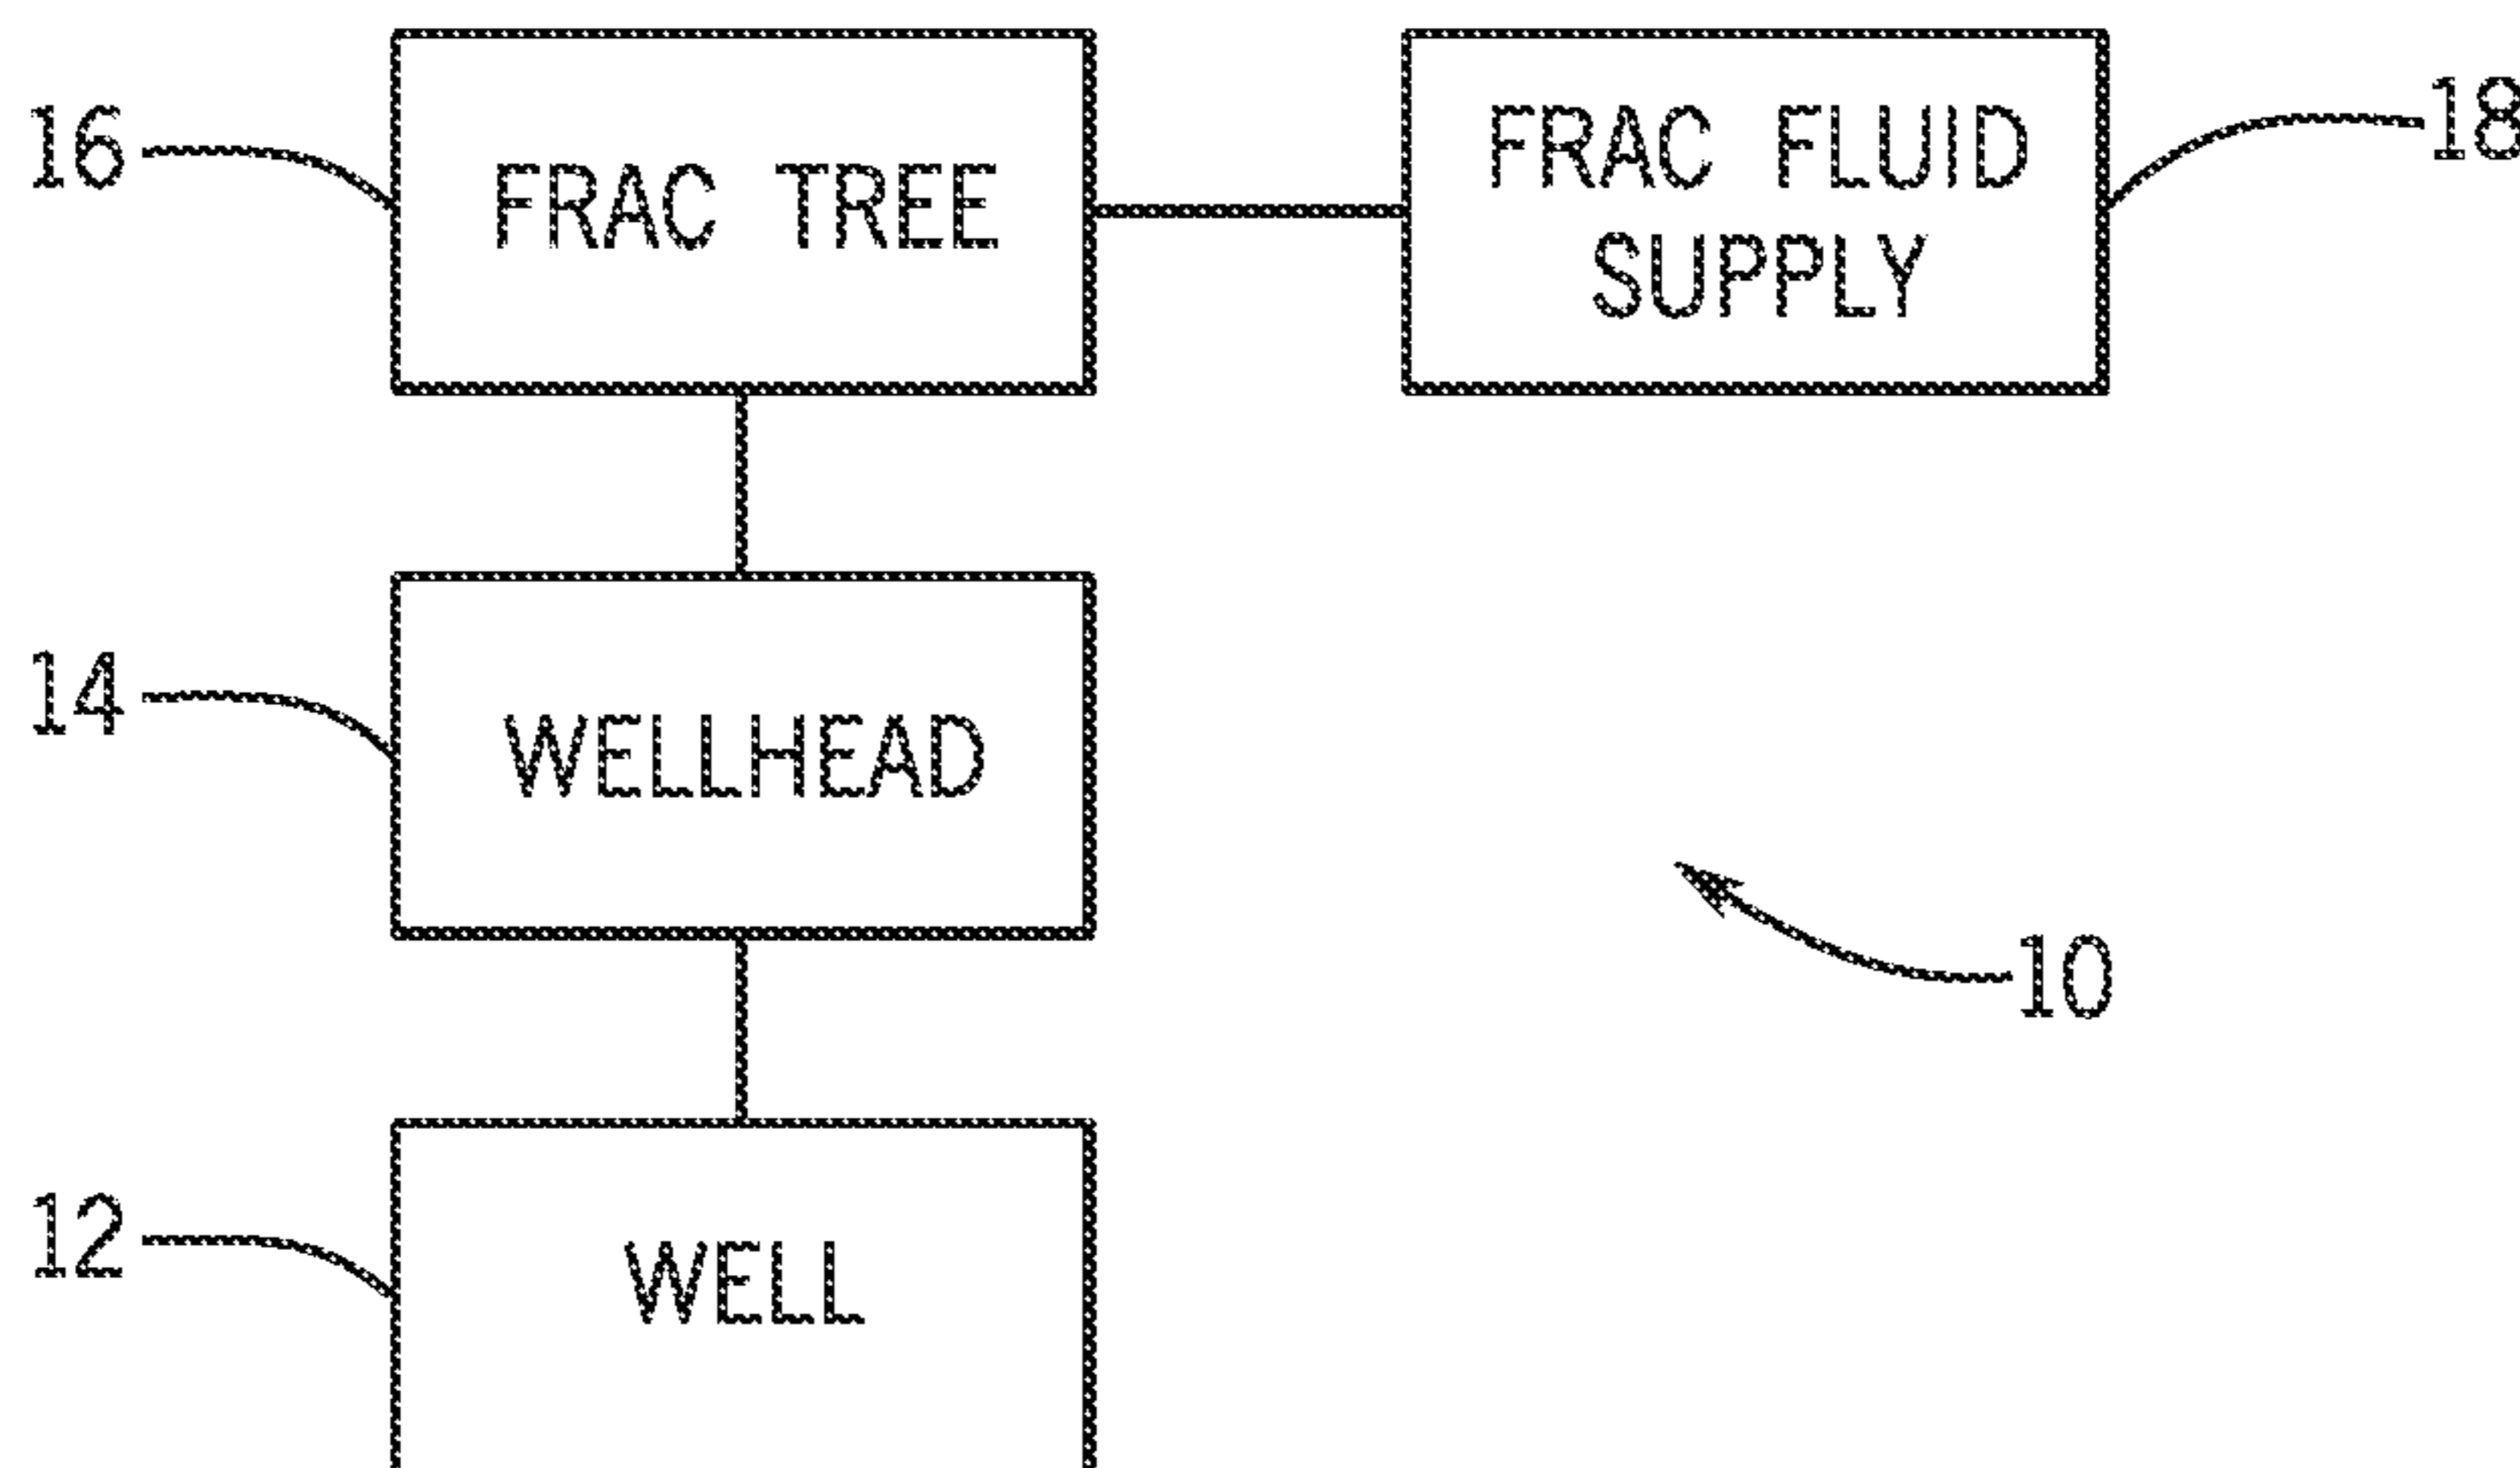 16
FRAC TREE
FRAC FLUID
SUPPLY
18
14
WELLHEAD
10
12
WELL